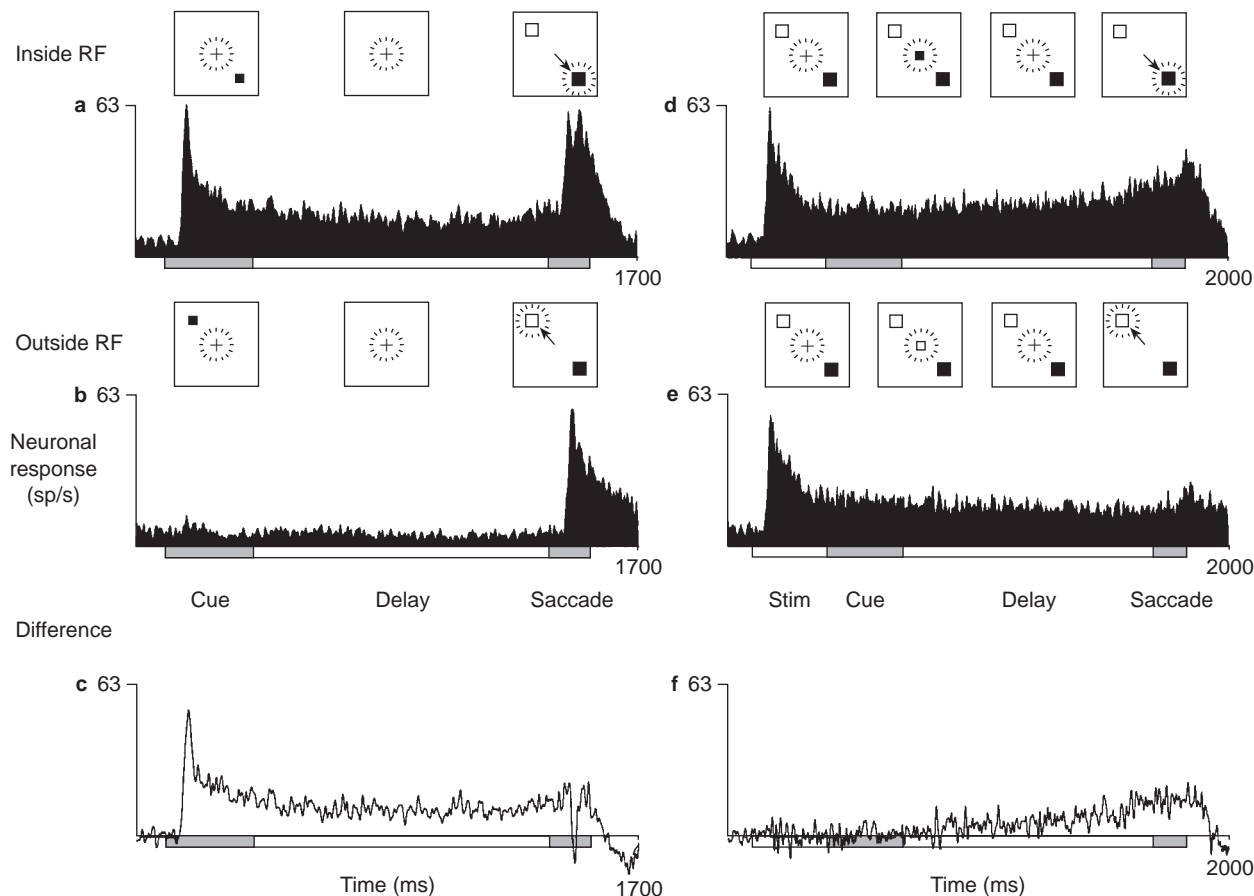 Inside RF
a 63
1700
d 63
2000
Outside RF
b 63
Neuronal
response
(sp/s)
1700
e 63
2000
Cue Delay Saccade
Stim Cue Delay Saccade
Difference
c 63
Time (ms)
1700
f 63
Time (ms)
2000